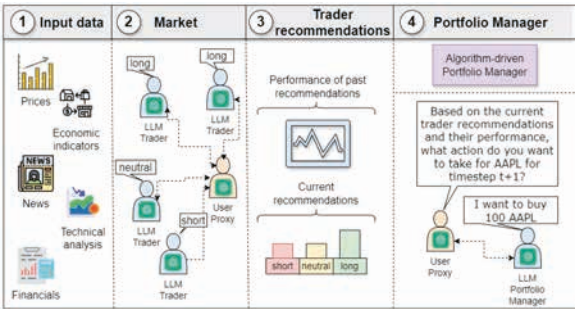 1 Input data
Prices
Economic
indicators
NEWS
News
Technical
analysis
Financials
2 Market
long
long
LLM
Trader
LLM
Trader
neutral
LLM
Trader
User
Proxy
short
LLM
Trader
3 Trader
recommendations
Performance of past
recommendations
Current
recommendations
short neutral long
4 Portfolio Manager
Algorithm-driven
Portfolio Manager
Based on the current
trader recommendations
and their performance,
what action do you want
to take for AAPL for
timestep t+1?
I want to buy
100 AAPL
User
Proxy
LLM
Portfolio
Manager